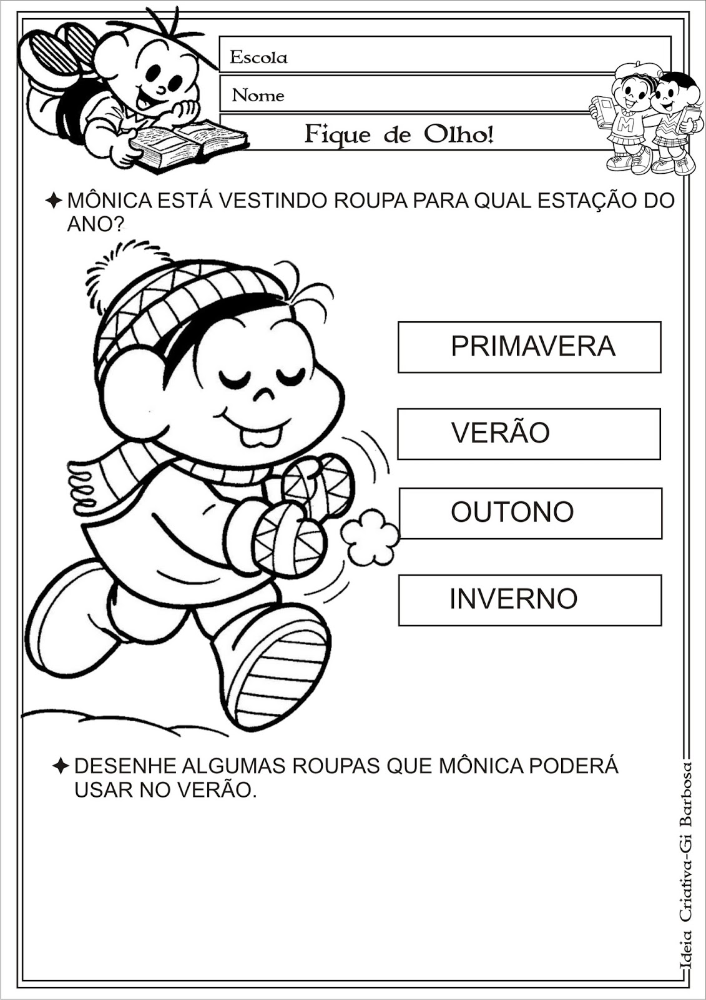 Escola
Nome
Fique de Olho!
M
MÔNICA ESTÁ VESTINDO ROUPA PARA QUAL ESTAÇÃO DO
ANO?
PRIMAVERA
VERÃO
OUTONO
INVERNO
DESENHE ALGUMAS ROUPAS QUE MÔNICA PODERÁ
USAR NO VERÃO.
Ideia Criativa-Gi Barbosa